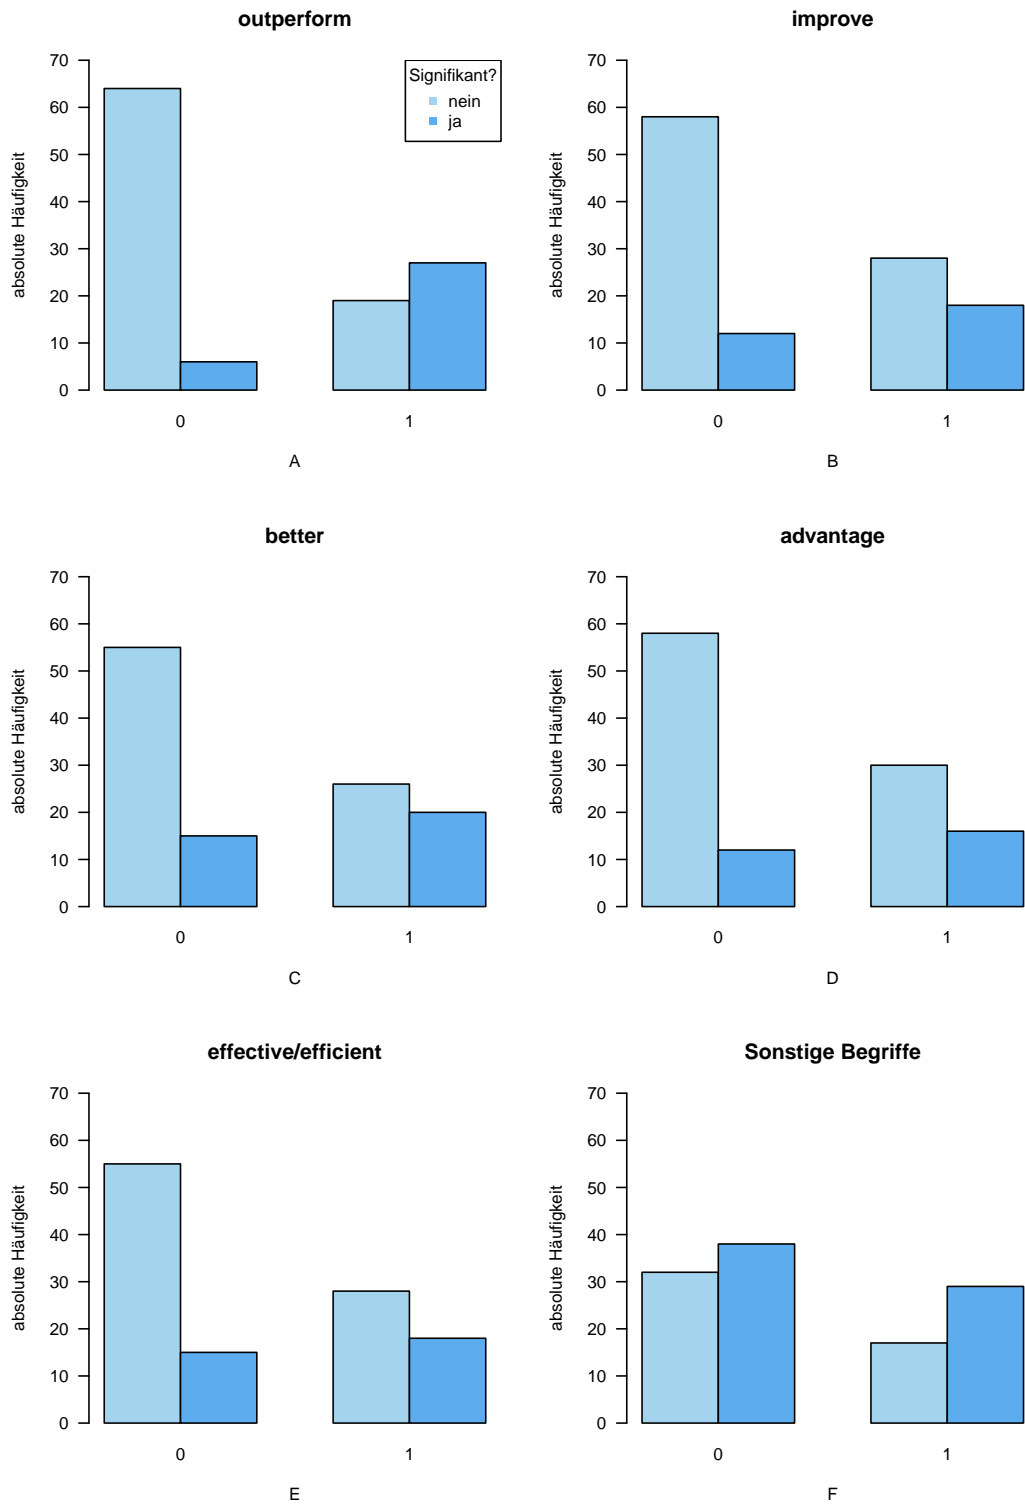 outperform
70
60
50
40
30
20
10
0
absolute Häufigkeit
Signifikant?
nein
ja
0 1
A
improve
70
60
50
40
30
20
10
0
absolute Häufigkeit
0 1
B
better
70
60
50
40
30
20
10
0
absolute Häufigkeit
0 1
C
advantage
70
60
50
40
30
20
10
0
absolute Häufigkeit
0 1
D
effective/efficient
70
60
50
40
30
20
10
0
absolute Häufigkeit
0 1
E
Sonstige Begriffe
70
60
50
40
30
20
10
0
absolute Häufigkeit
0 1
F